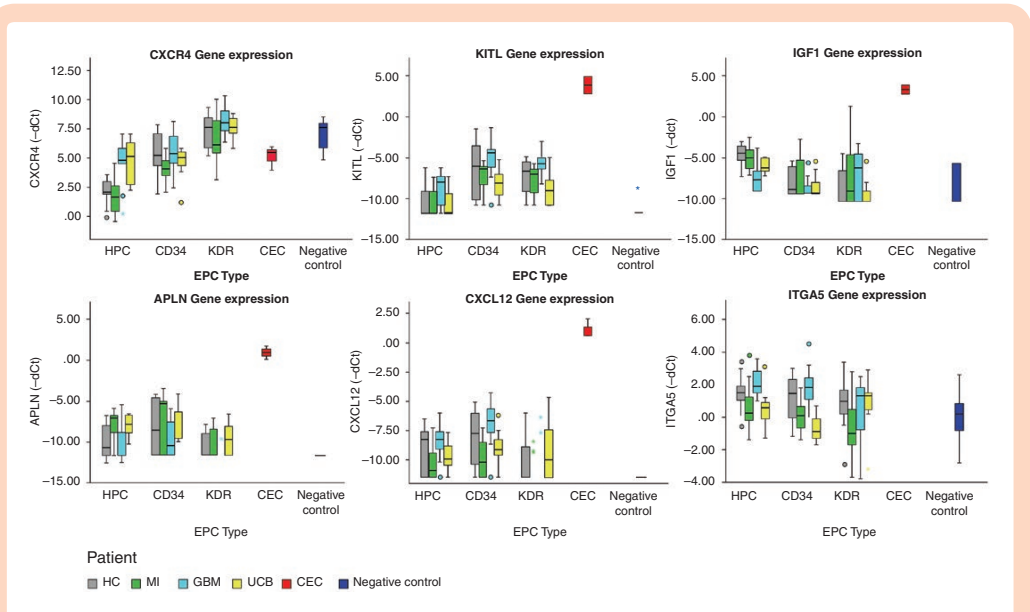 CXCR4 Gene expression
CXCR4 (–dCt)
12.50
10.00
7.50
5.00
2.50
.00
HPC CD34 KDR CEC Negative control
EPC Type
KITL Gene expression
KITL (–dCt)
5.00
.00
–5.00
–10.00
–15.00
HPC CD34 KDR CEC Negative control
EPC Type
IGF1 Gene expression
IGF1 (–dct)
5.00
.00
–5.00
–10.00
–15.00
HPC CD34 KDR CEC Negative control
EPC Type
APLN Gene expression
APLN (–dCt)
5.00
.00
–5.00
–10.00
–15.00
HPC CD34 KDR CEC Negative control
EPC Type
CXCL12 Gene expression
CXCL12 (–dCt)
2.50
0.00
–2.50
–5.00
–7.50
–10.00
HPC CD34 KDR CEC Negative control
EPC Type
ITGA5 Gene expression
ITGA5 (–dCt)
6.00
4.00
2.00
.00
–2.00
–4.00
HPC CD34 KDR CEC Negative control
EPC Type
Patient
HC MI GBM UCB CEC Negative control